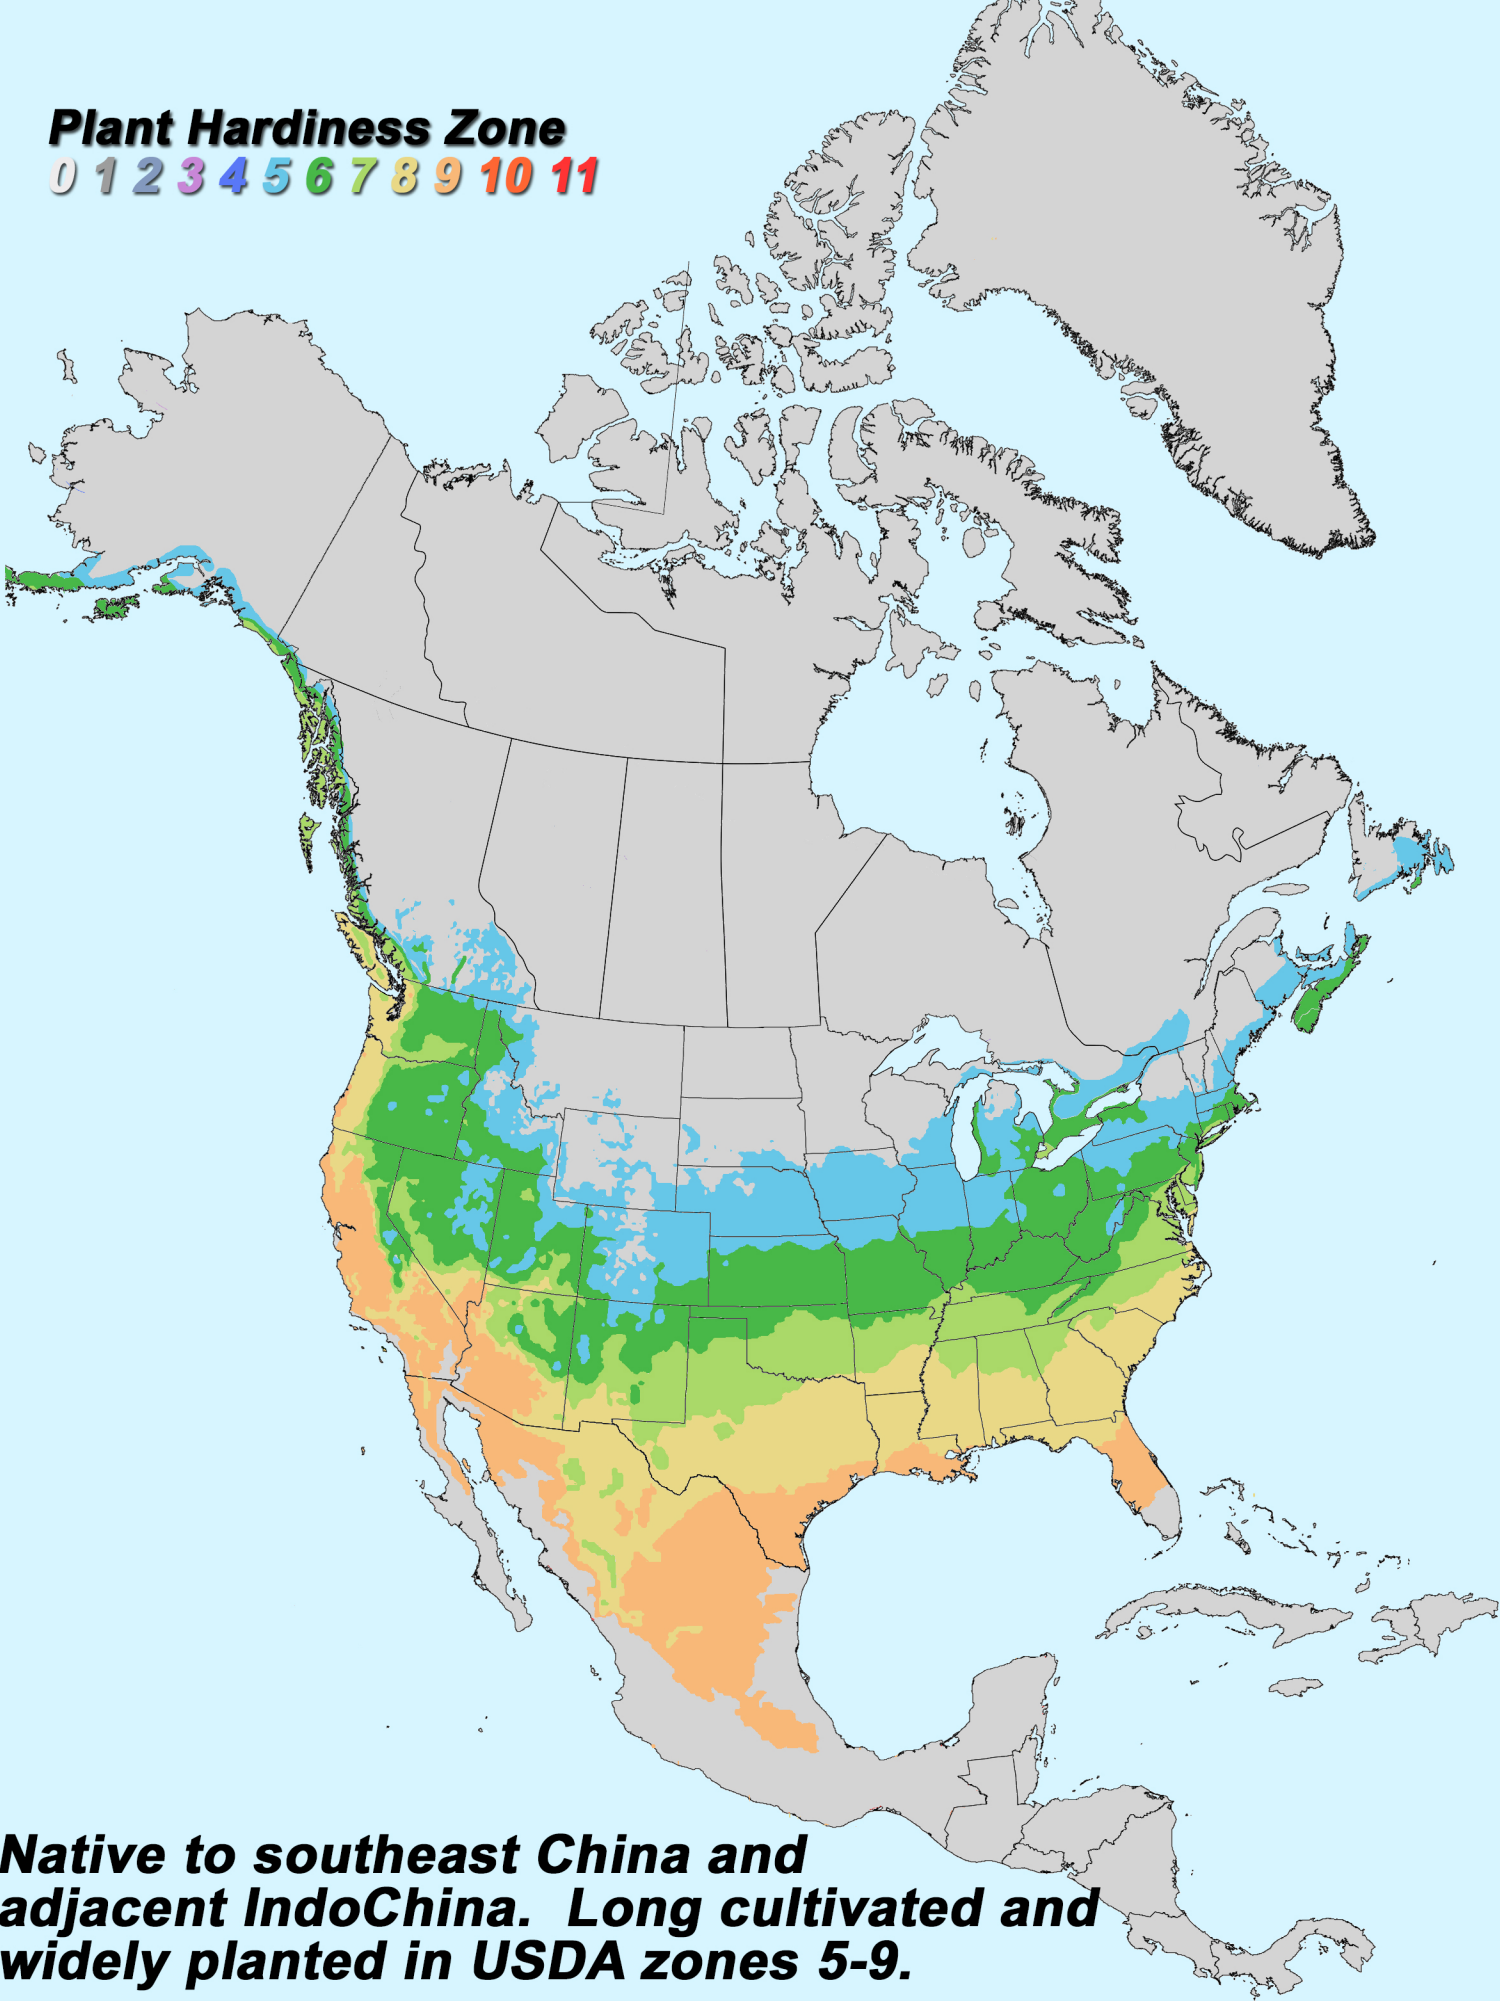 Plant Hardiness Zone
0 1 2 3 4 5 6 7 8 9 10 11
Native to southeast China and
adjacent IndoChina. Long cultivated and
widely planted in USDA zones 5-9.